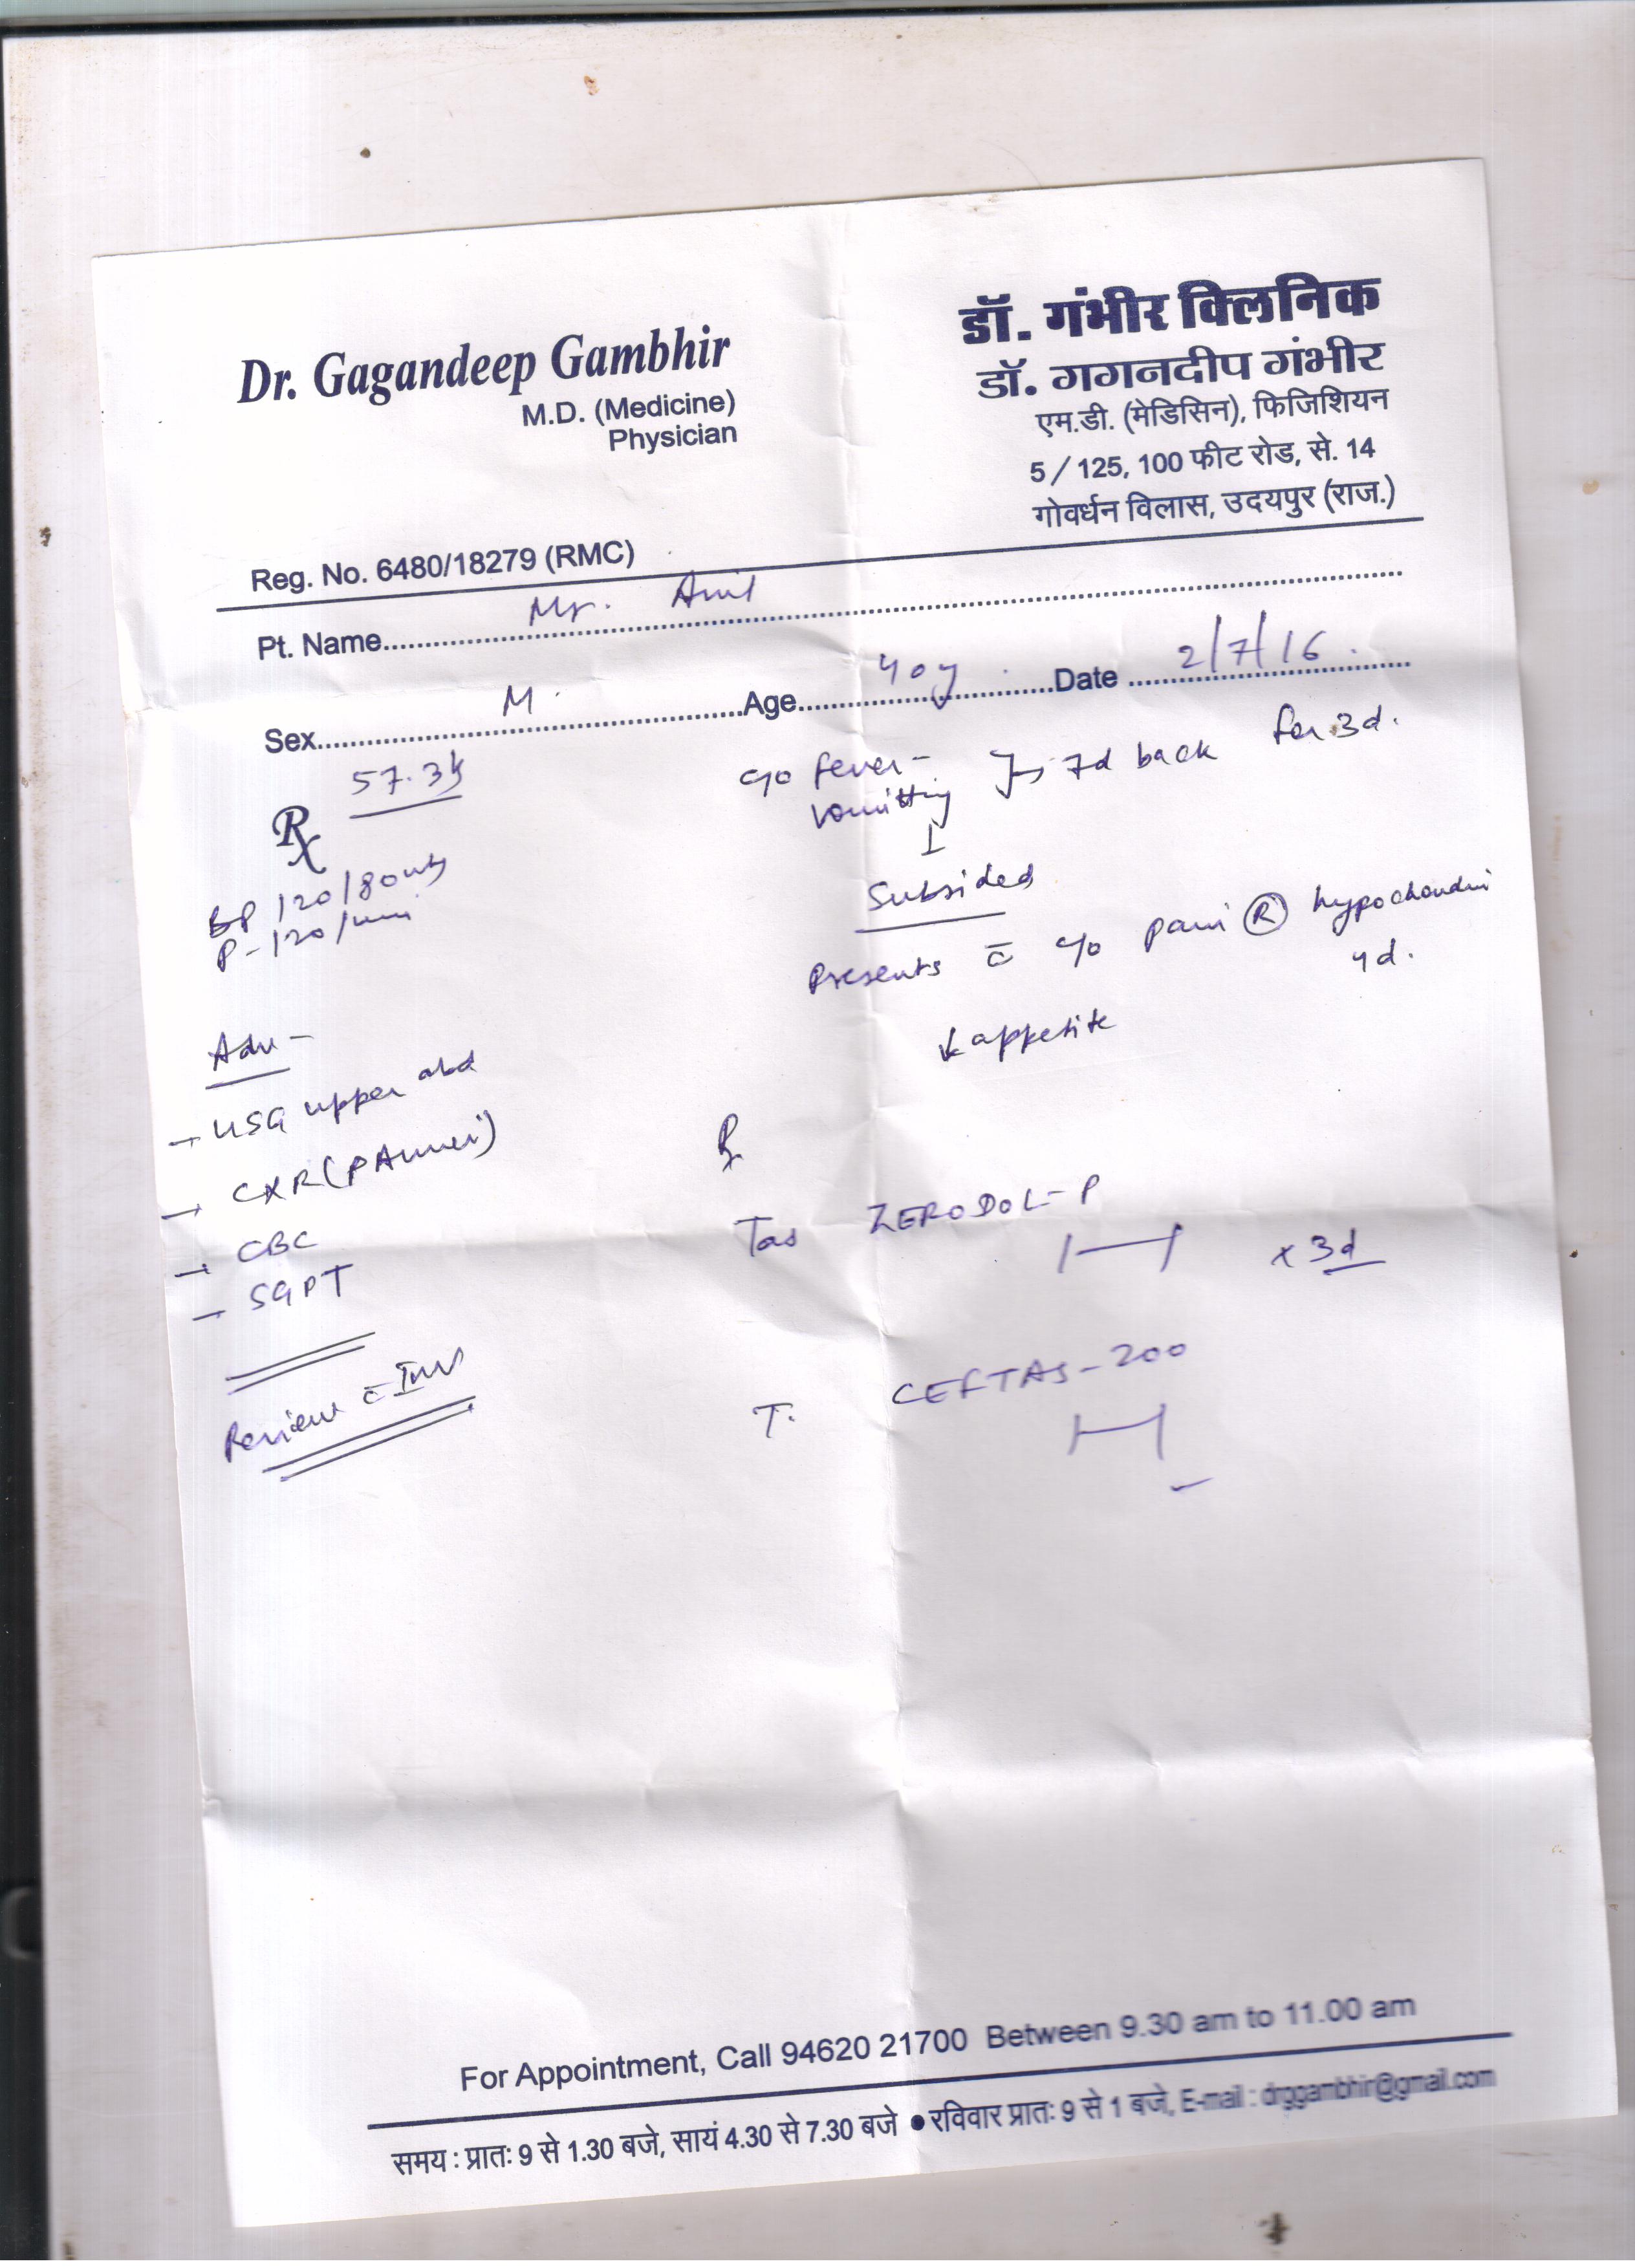 Dr. Gagandeep Gambhir
M.D. (Medicine)
Physician
Reg. No. 6480/18279 (RMC)
डॉ. गंभीर क्लिनिक
डॉ. गगनदीप गंभीर
एम.डी. (मेडिसिन), फिजिशियन
5/125, 100 फीट रोड, से. 14
गोवर्धन विलास, उदयपुर (राज.)
Pt. Name Mr. Anil
Sex M. Age 40y Date 2/7/16.
57.3k
Rx
BP 120/80
P-120/min
c/o fever - 7d back for 3d.
vomitting
↓
Subsided
Presents c̄ c/o pain Ⓡ hypochondri
4d.
↓ appetite
Adv -
→ USG upper abd
→ CXR (PA view)
→ CBC
→ SGPT
Review c̄ Inv
Rx
Tab ZERODOL-P
1—1 x 3d
T. CEFTAS-200
1—1
For Appointment, Call 94620 21700 Between 9.30 am to 11.00 am
समय : प्रातः 9 से 1.30 बजे, सायं 4.30 से 7.30 बजे ● रविवार प्रातः 9 से 1 बजे, E-mail : drggambhir@gmail.com